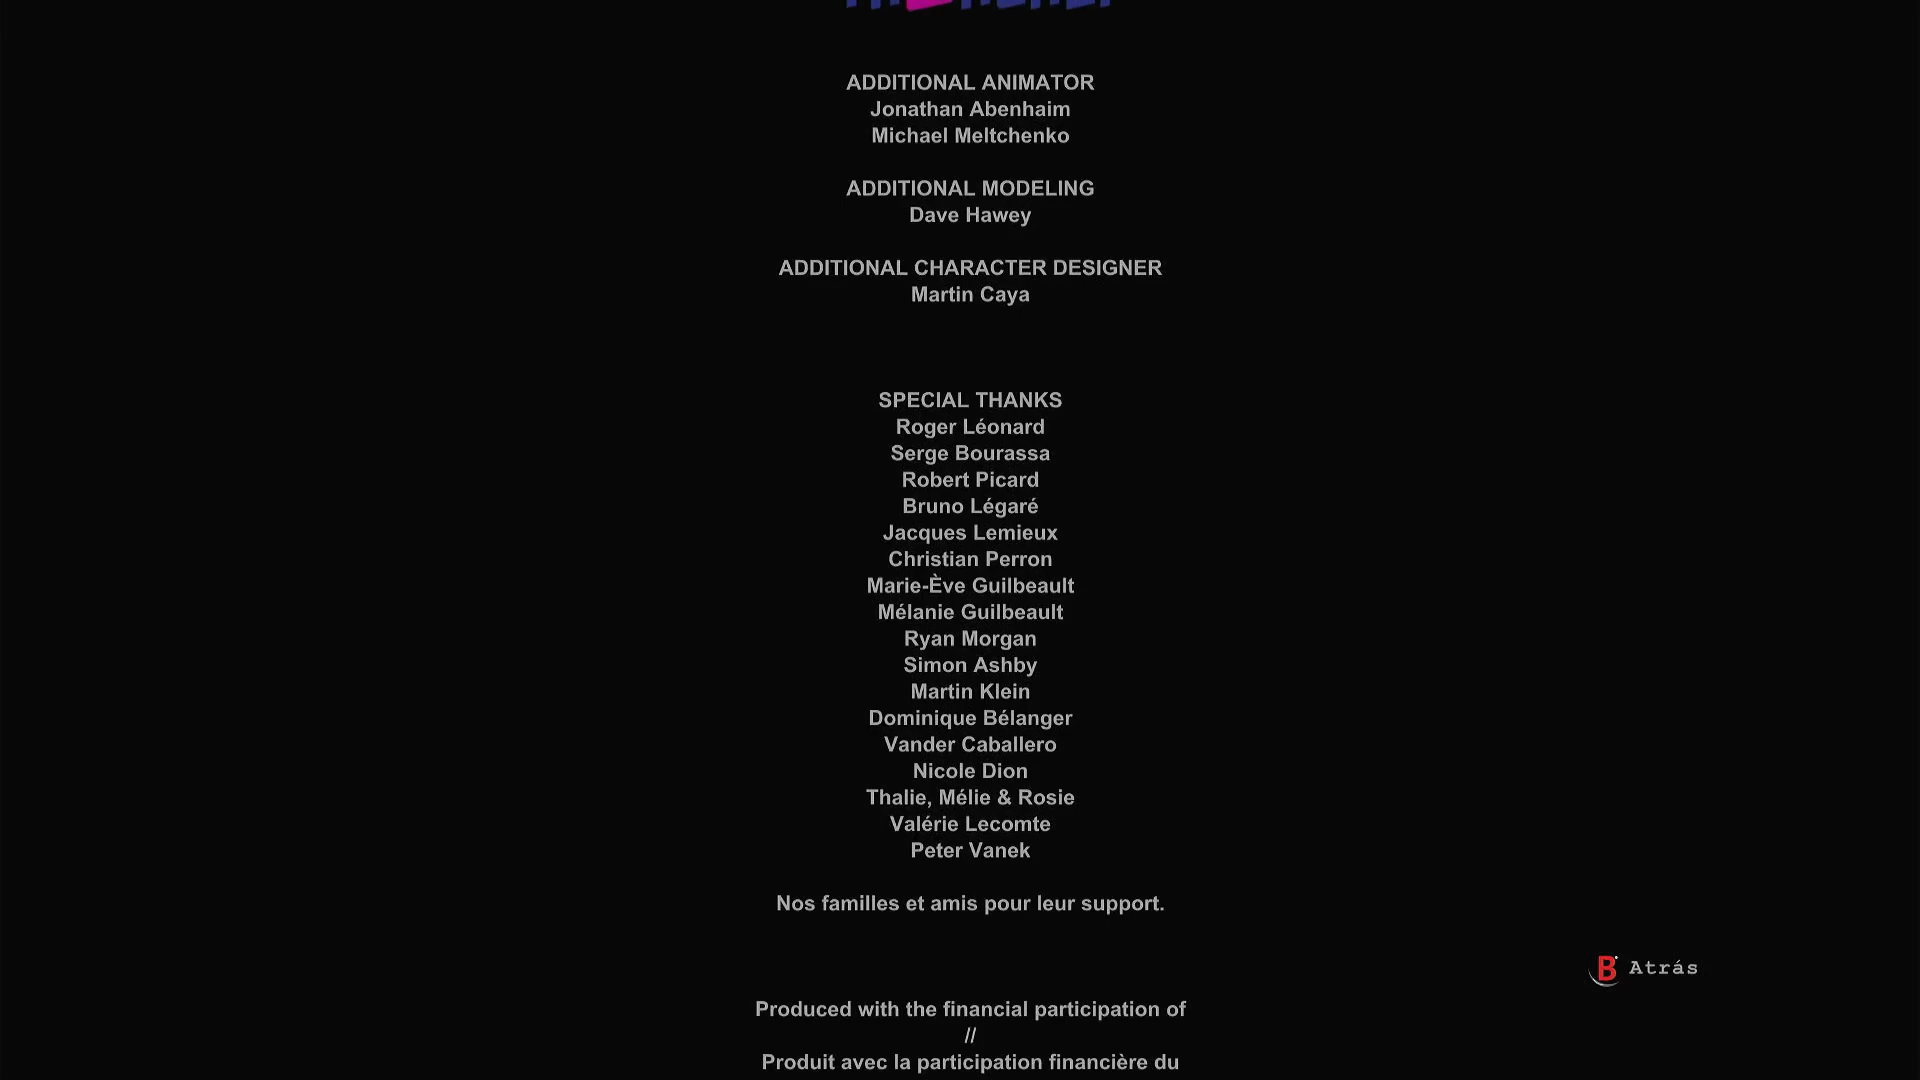 ADDITIONAL ANIMATOR
Jonathan Abenhaim
Michael Meltchenko
ADDITIONAL MODELING
Dave Hawey
ADDITIONAL CHARACTER DESIGNER
Martin Caya
SPECIAL THANKS
Roger Léonard
Serge Bourassa
Robert Picard
Bruno Légaré
Jacques Lemieux
Christian Perron
Marie-Ève Guilbeault
Mélanie Guilbeault
Ryan Morgan
Simon Ashby
Martin Klein
Dominique Bélanger
Vander Caballero
Nicole Dion
Thalie, Mélie & Rosie
Valérie Lecomte
Peter Vanek
Nos familles et amis pour leur support.
B Atrás
Produced with the financial participation of
//
Produit avec la participation financière du